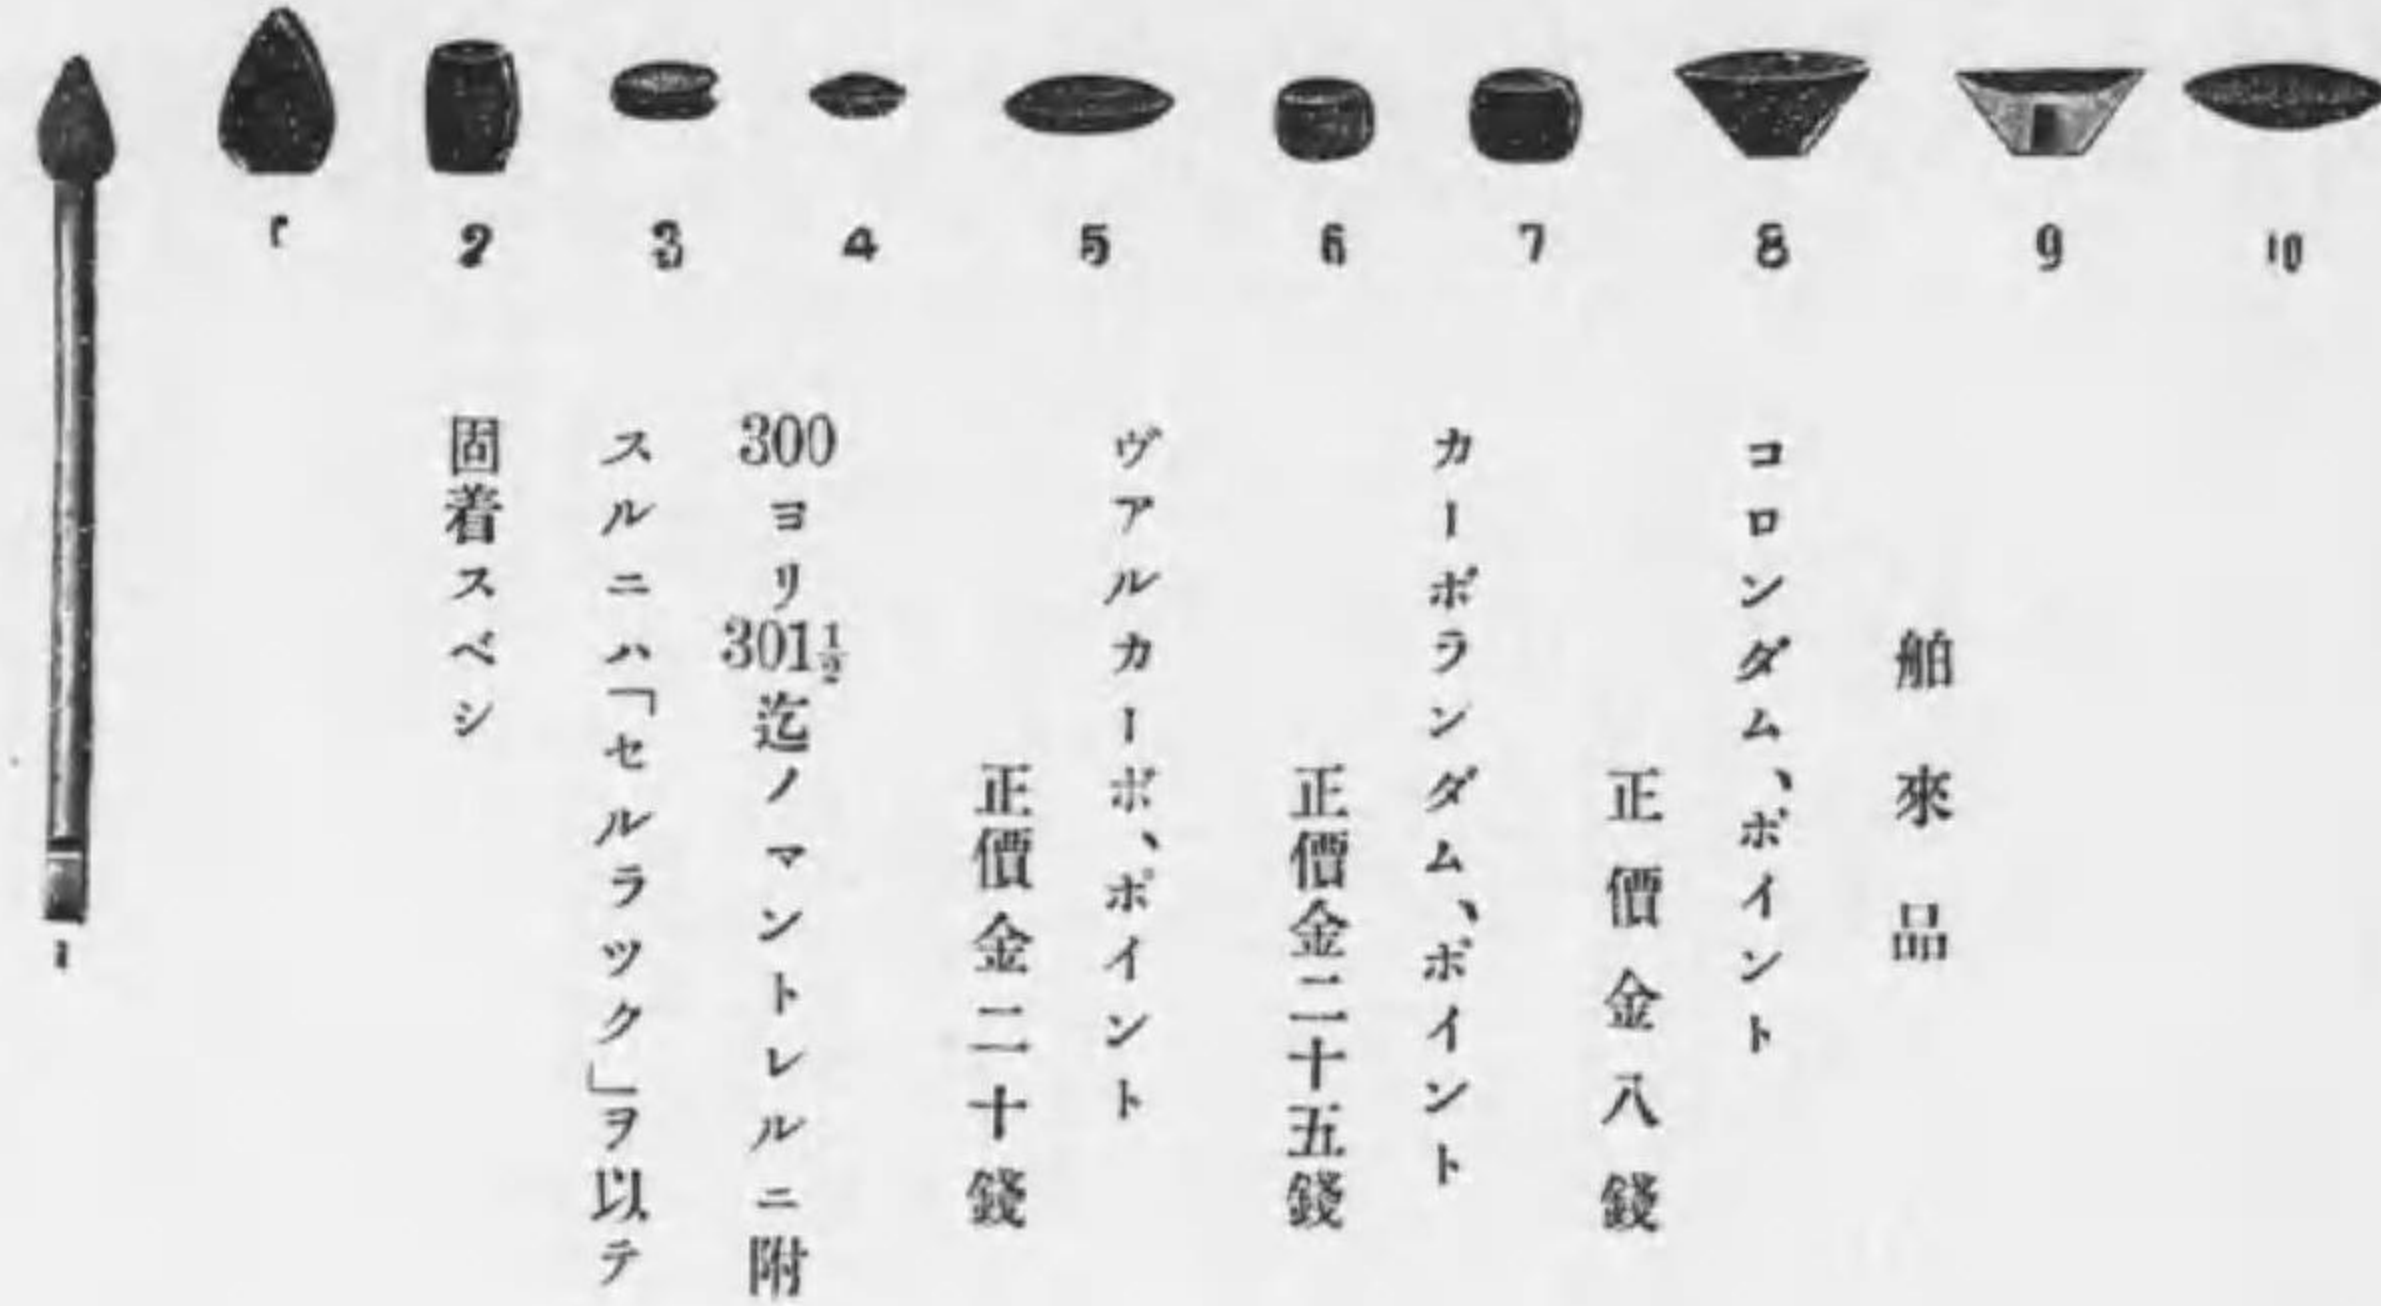 1
2
3
4
5
6
7
8
9
10
1
舶來品
コロンダム、ポイント
正價金八錢
カーボランダム、ポイント
正價金二十五錢
ヴアルカーボ、ポイント
正價金二十錢
300ヨリ301½迄ノマントレルニ附
スルニハ「セルラツク」ヲ以テ
固着スベシ